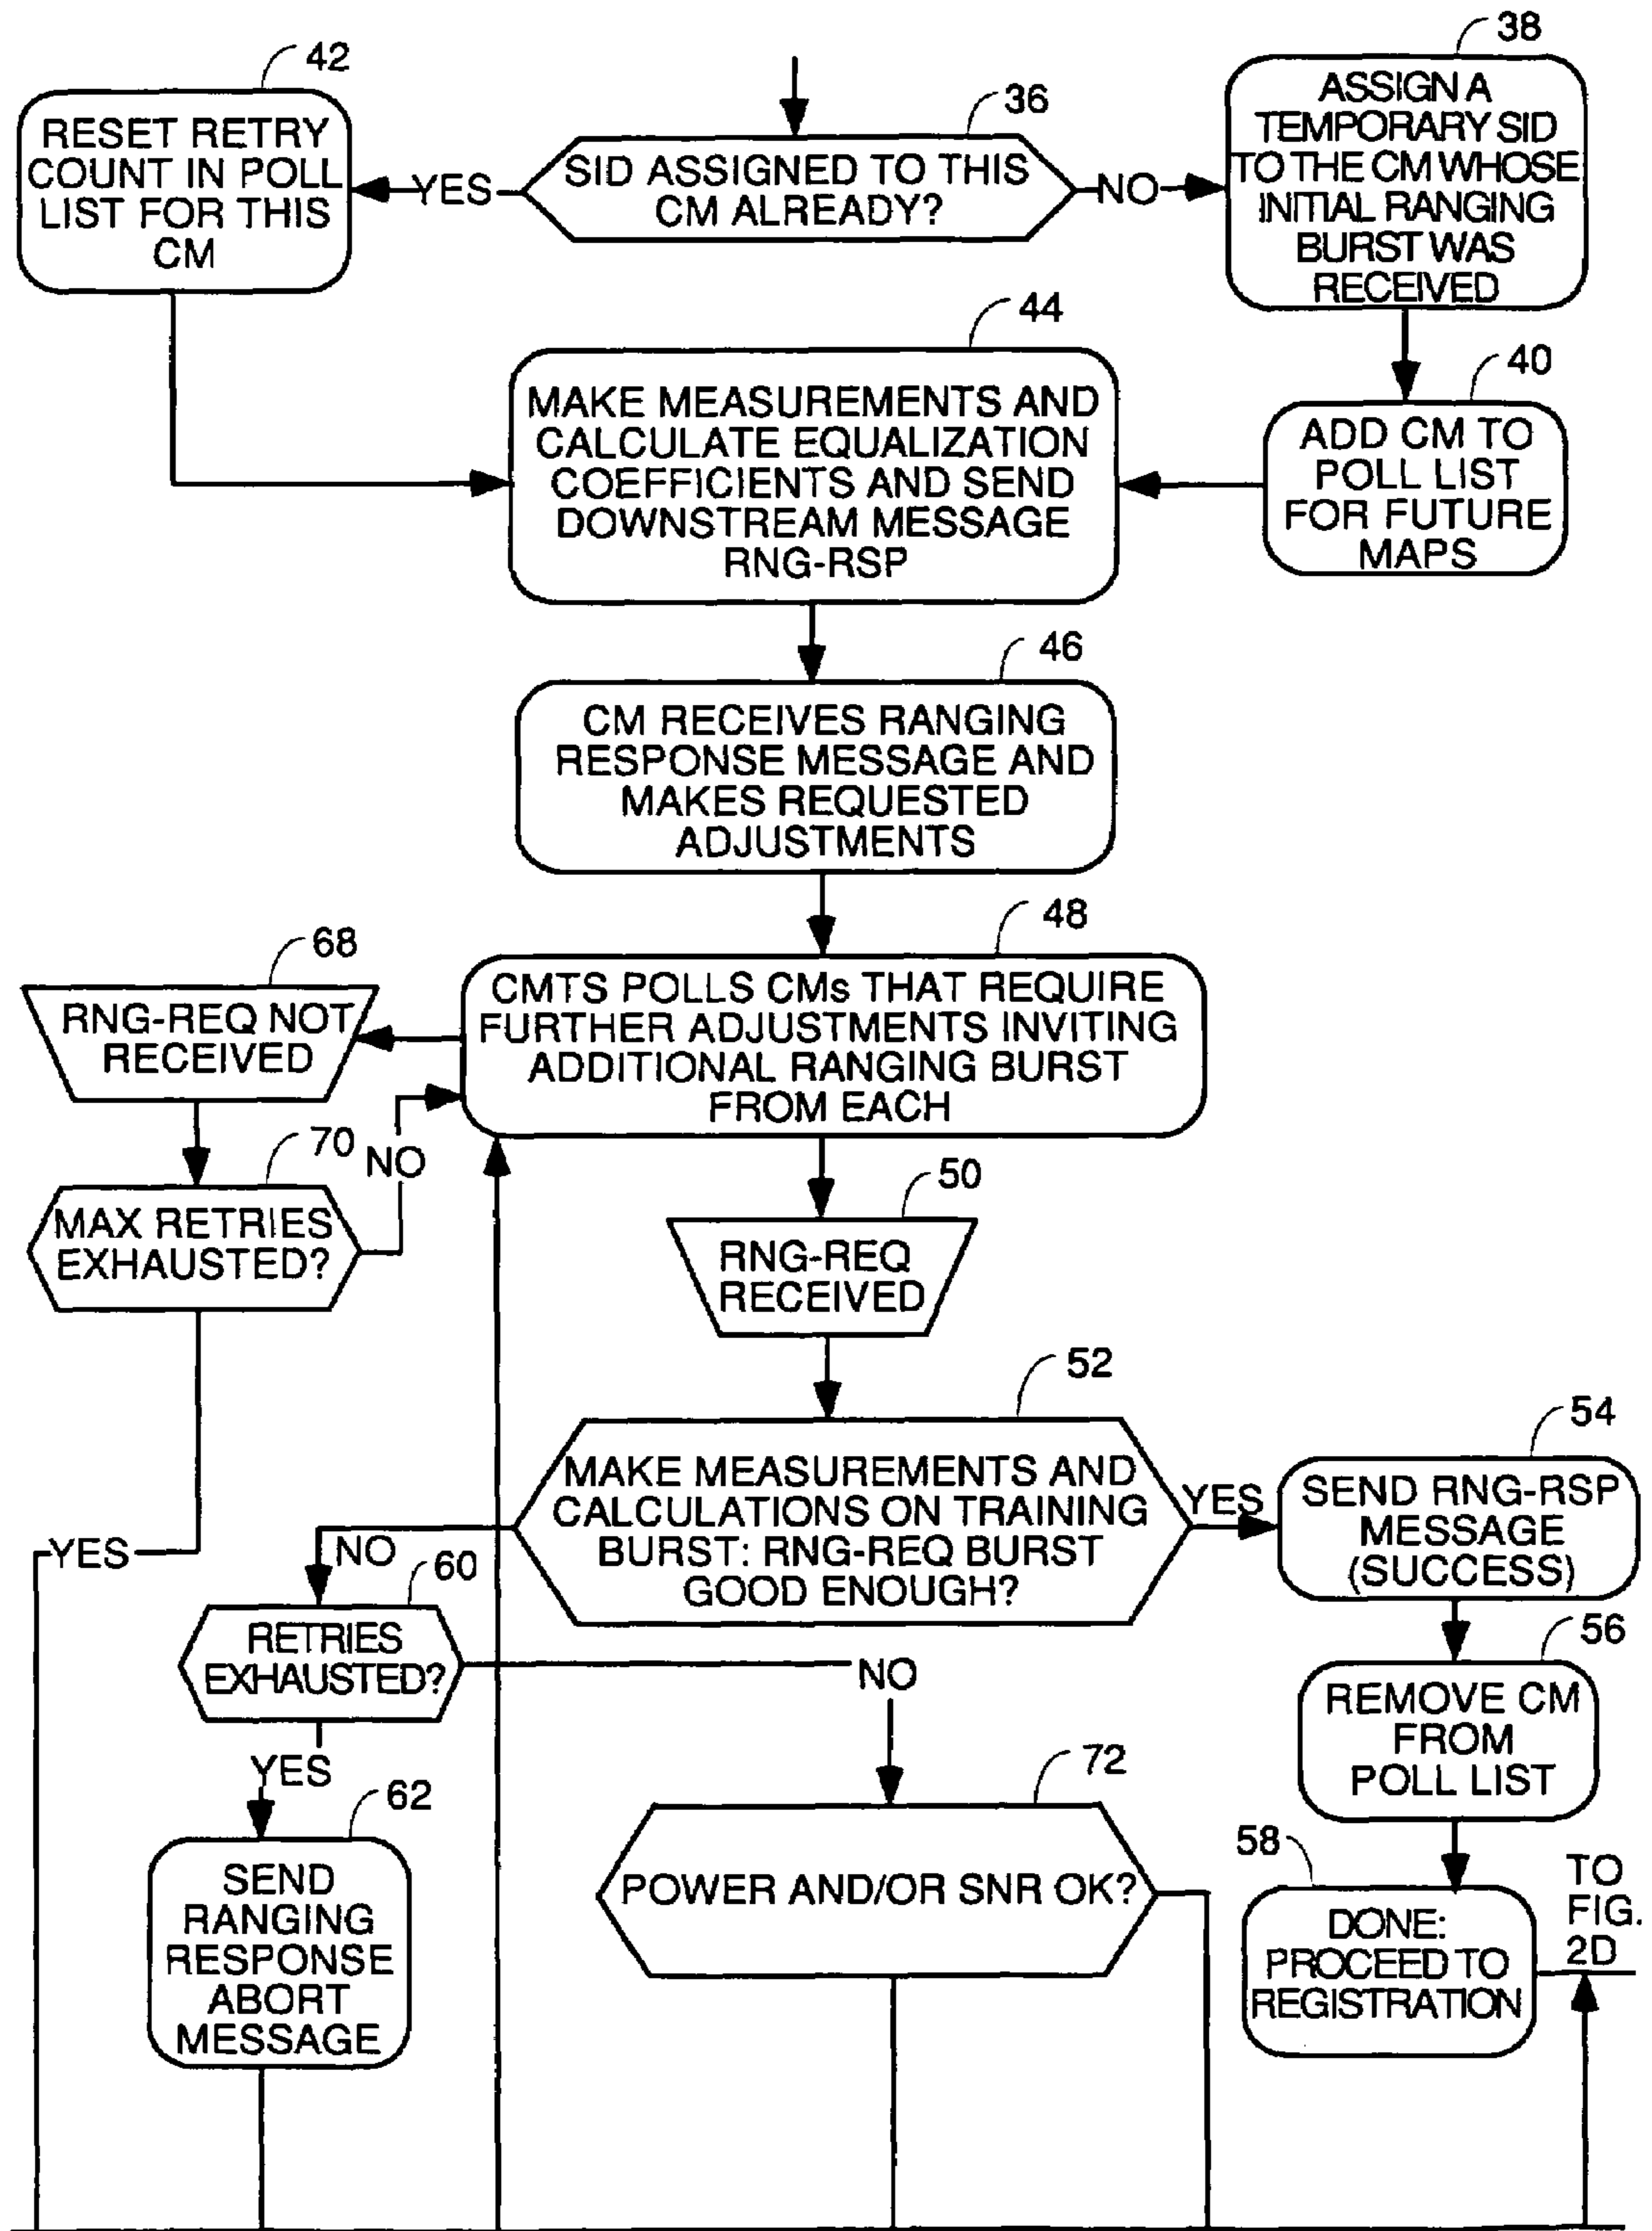 42
RESET RETRY
COUNT IN POLL
LIST FOR THIS
CM
YES
36
SID ASSIGNED TO THIS
CM ALREADY?
NO
38
ASSIGN A
TEMPORARY SID
TO THE CM WHOSE
INITIAL RANGING
BURST WAS
RECEIVED
44
MAKE MEASUREMENTS AND
CALCULATE EQUALIZATION
COEFFICIENTS AND SEND
DOWNSTREAM MESSAGE
RNG-RSP
40
ADD CM TO
POLL LIST
FOR FUTURE
MAPS
46
CM RECEIVES RANGING
RESPONSE MESSAGE AND
MAKES REQUESTED
ADJUSTMENTS
48
CMTS POLLS CMs THAT REQUIRE
FURTHER ADJUSTMENTS INVITING
ADDITIONAL RANGING BURST
FROM EACH
68
RNG-REQ NOT
RECEIVED
70
NO
MAX RETRIES
EXHAUSTED?
YES
50
RNG-REQ
RECEIVED
52
MAKE MEASUREMENTS AND
CALCULATIONS ON TRAINING
BURST: RNG-REQ BURST
GOOD ENOUGH?
YES
54
SEND RNG-RSP
MESSAGE
(SUCCESS)
NO
60
RETRIES
EXHAUSTED?
NO
YES
56
REMOVE CM
FROM
POLL LIST
62
SEND
RANGING
RESPONSE
ABORT
MESSAGE
72
POWER AND/OR SNR OK?
58
DONE:
PROCEED TO
REGISTRATION
TO
FIG.
2D